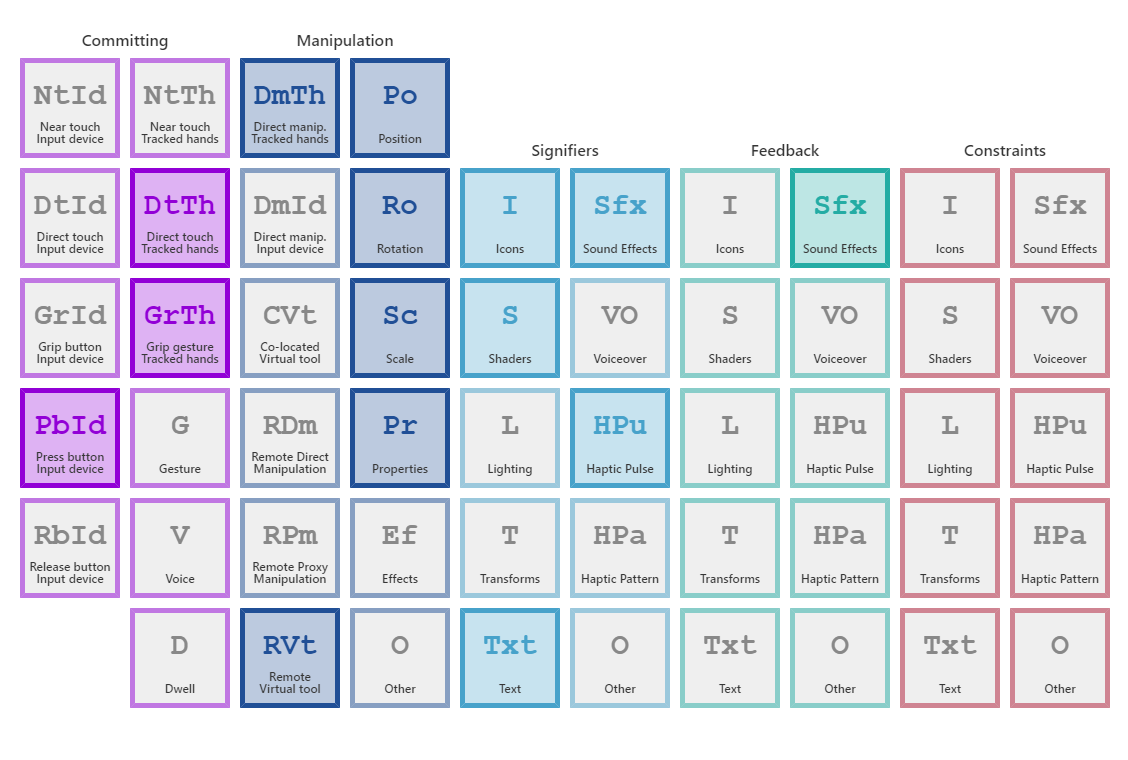 Committing
Manipulation
NtId
NtTh
DmTh
Po
Near touch
Input device
Near touch
Tracked hands
Direct manip.
Tracked hands
Position
Signifiers
Feedback
Constraints
DtId
DtTh
DmId
Ro
I
Sfx
I
Sfx
I
Sfx
Direct touch
Input device
Direct touch
Tracked hands
Direct manip.
Input device
Rotation
Icons
Sound Effects
Icons
Sound Effects
Icons
Sound Effects
GrId
GrTh
CVt
Sc
S
VO
S
VO
S
VO
Grip button
Input device
Grip gesture
Tracked hands
Co-located
Virtual tool
Scale
Shaders
Voiceover
Shaders
Voiceover
Shaders
Voiceover
PbId
G
RDm
Pr
L
HPu
L
HPu
L
HPu
Press button
Input device
Gesture
Remote Direct
Manipulation
Properties
Lighting
Haptic Pulse
Lighting
Haptic Pulse
Lighting
Haptic Pulse
RbId
V
RPm
Ef
T
HPa
T
HPa
T
HPa
Release button
Input device
Voice
Remote Proxy
Manipulation
Effects
Transforms
Haptic Pattern
Transforms
Haptic Pattern
Transforms
Haptic Pattern
D
RVt
O
Txt
O
Txt
O
Txt
O
Dwell
Remote
Virtual tool
Other
Text
Other
Text
Other
Text
Other